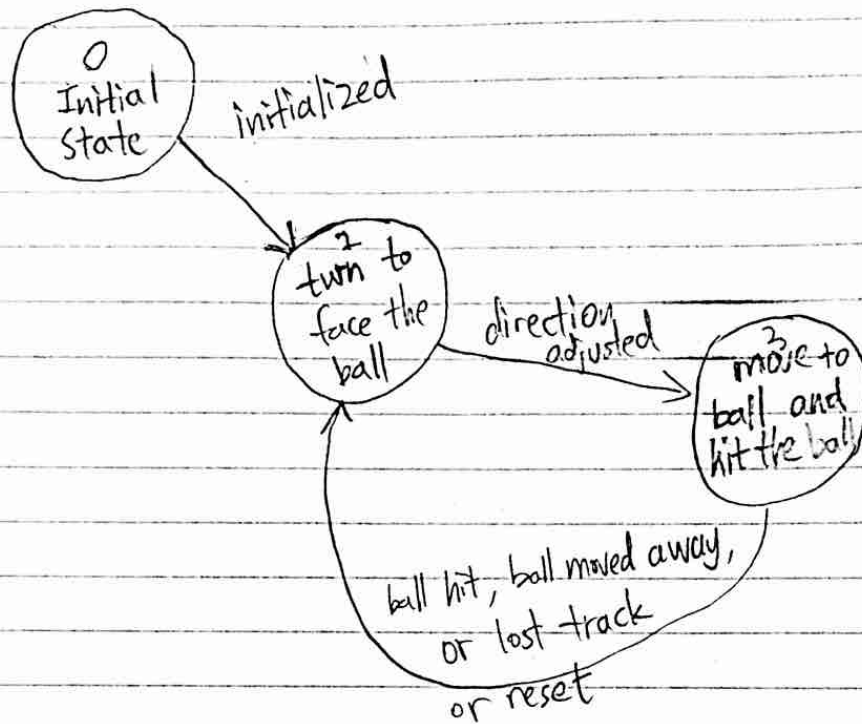 0
Initial
state
initialized
2
turn to
face the
ball
direction
adjusted
3
move to
ball and
hit the ball
ball hit, ball moved away,
or lost track
or reset